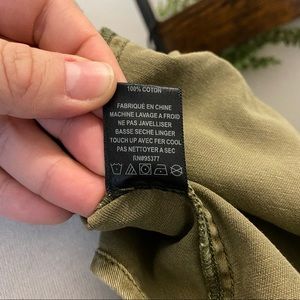 100% COTON
FABRIQUÉ EN CHINE
MACHINE LAVAGE A FROID
NE PAS JAVELLISER
BASSE SECHE LINGER
TOUCH UP AVEC FER COOL
PAS NETTOYER A SEC
RN#95377